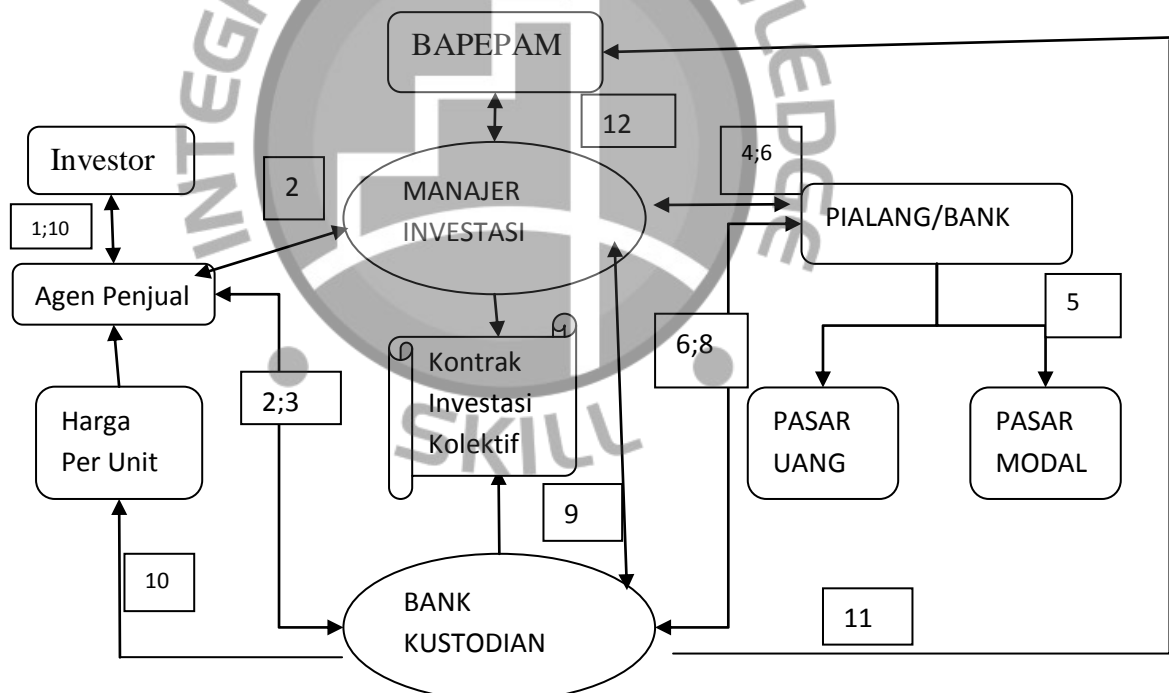 BAPEPAM
12
Investor
4;6
2
MANAJER
INVESTASI
PIALANG/BANK
1;10
Agen Penjual
5
6;8
Kontrak
Investasi
Kolektif
2;3
Harga
Per Unit
PASAR
UANG
PASAR
MODAL
SKILL
9
10
BANK
KUSTODIAN
11